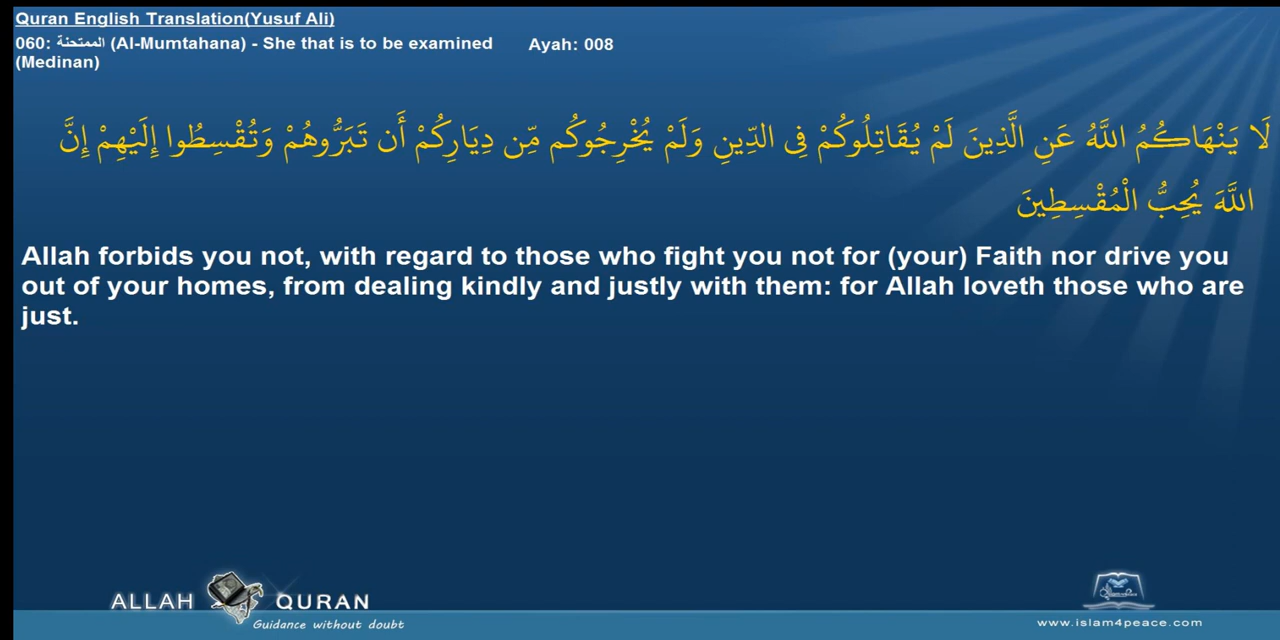 Quran English Translation(Yusuf Ali)
060: الممتحنة (Al-Mumtahana) - She that is to be examined Ayah: 008
(Medinan)
لَا يَنْهَاكُمُ اللَّهُ عَنِ الَّذِينَ لَمْ يُقَاتِلُوكُمْ فِي الدِّينِ وَلَمْ يُخْرِجُوكُم مِّن دِيَارِكُمْ أَن تَبَرُّوهُمْ وَتُقْسِطُوا إِلَيْهِمْ إِنَّ
اللَّهَ يُحِبُّ الْمُقْسِطِينَ
Allah forbids you not, with regard to those who fight you not for (your) Faith nor drive you
out of your homes, from dealing kindly and justly with them: for Allah loveth those who are
just.
ALLAH QURAN
Guidance without doubt
www.islam4peace.com